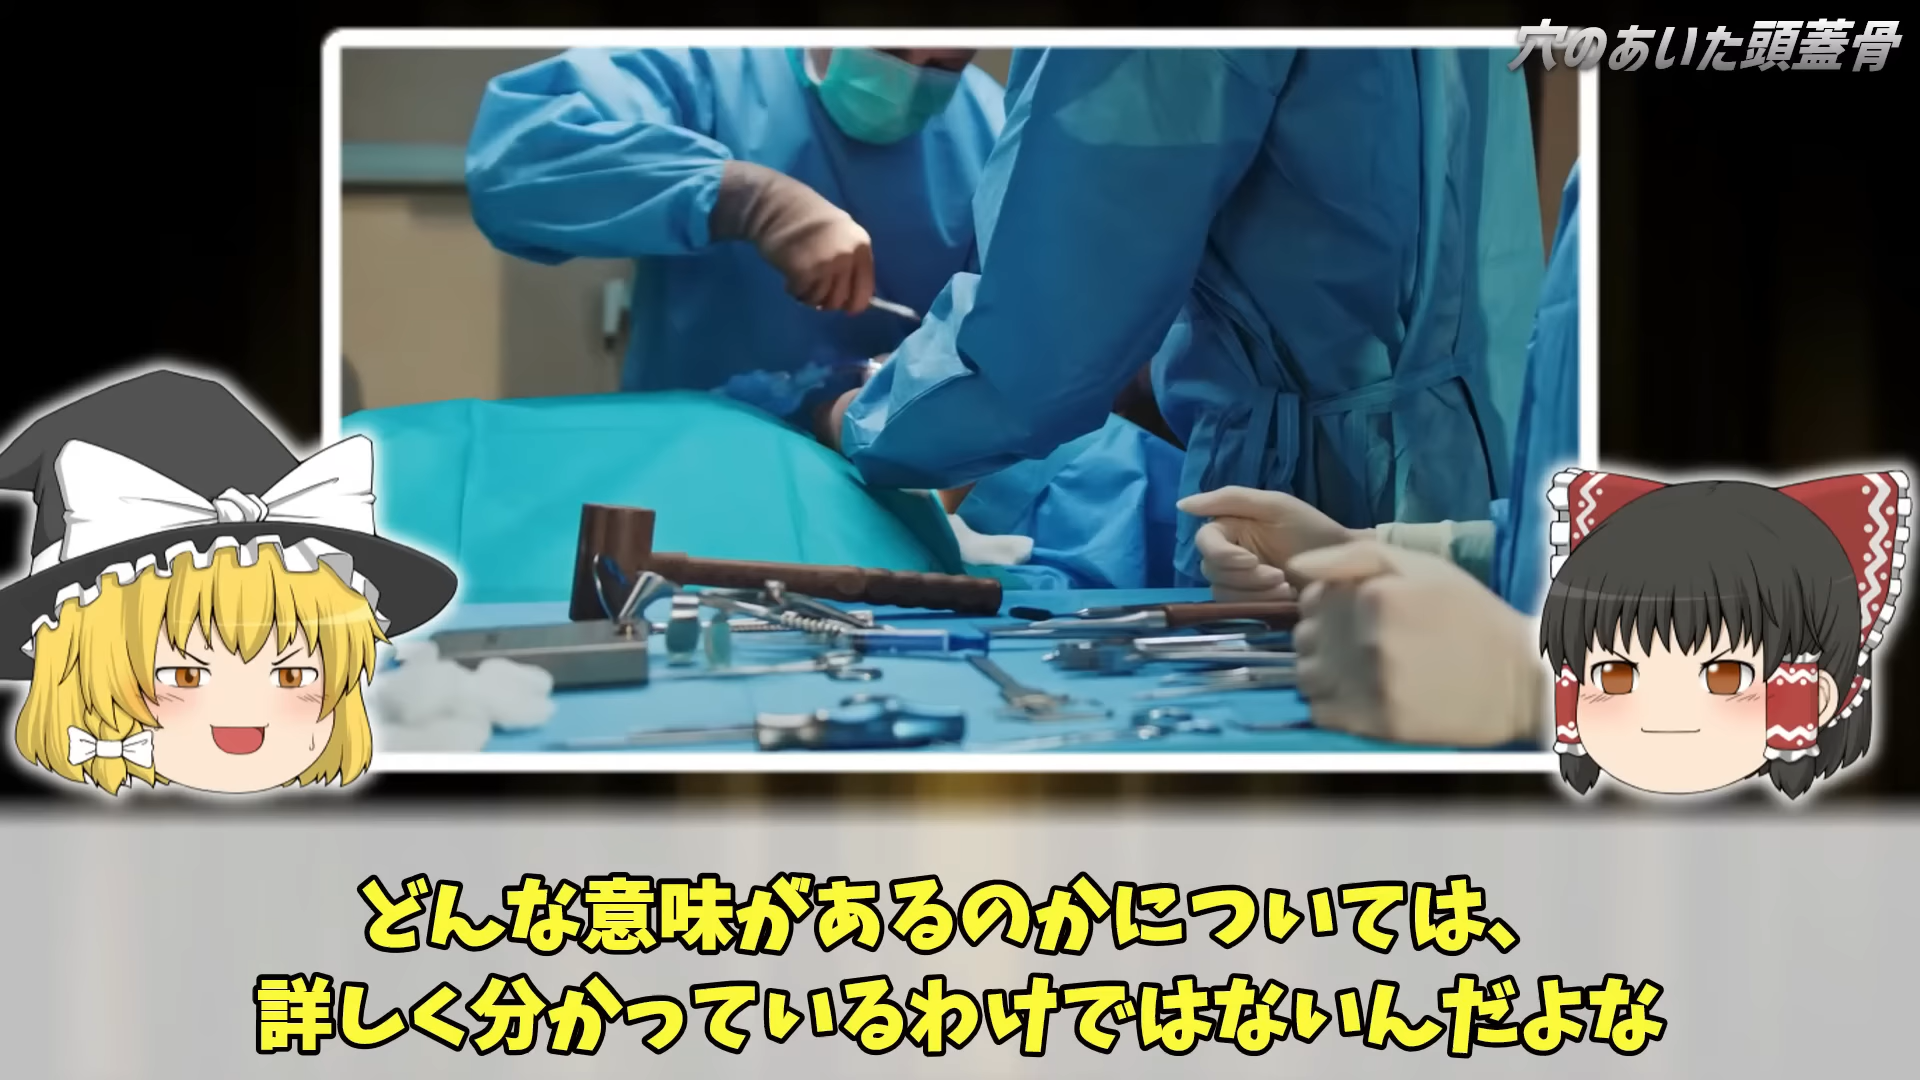 穴のあいた頭蓋骨
どんな意味があるのかについては、
詳しく分かっているわけではないんだよな